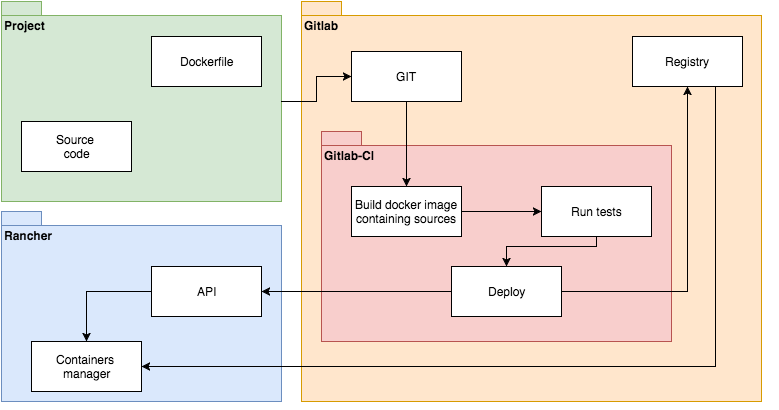 Project
Dockerfile
Source
code
Gitlab
GIT
Registry
Gitlab-CI
Build docker image
containing sources
Run tests
Deploy
Rancher
API
Containers
manager